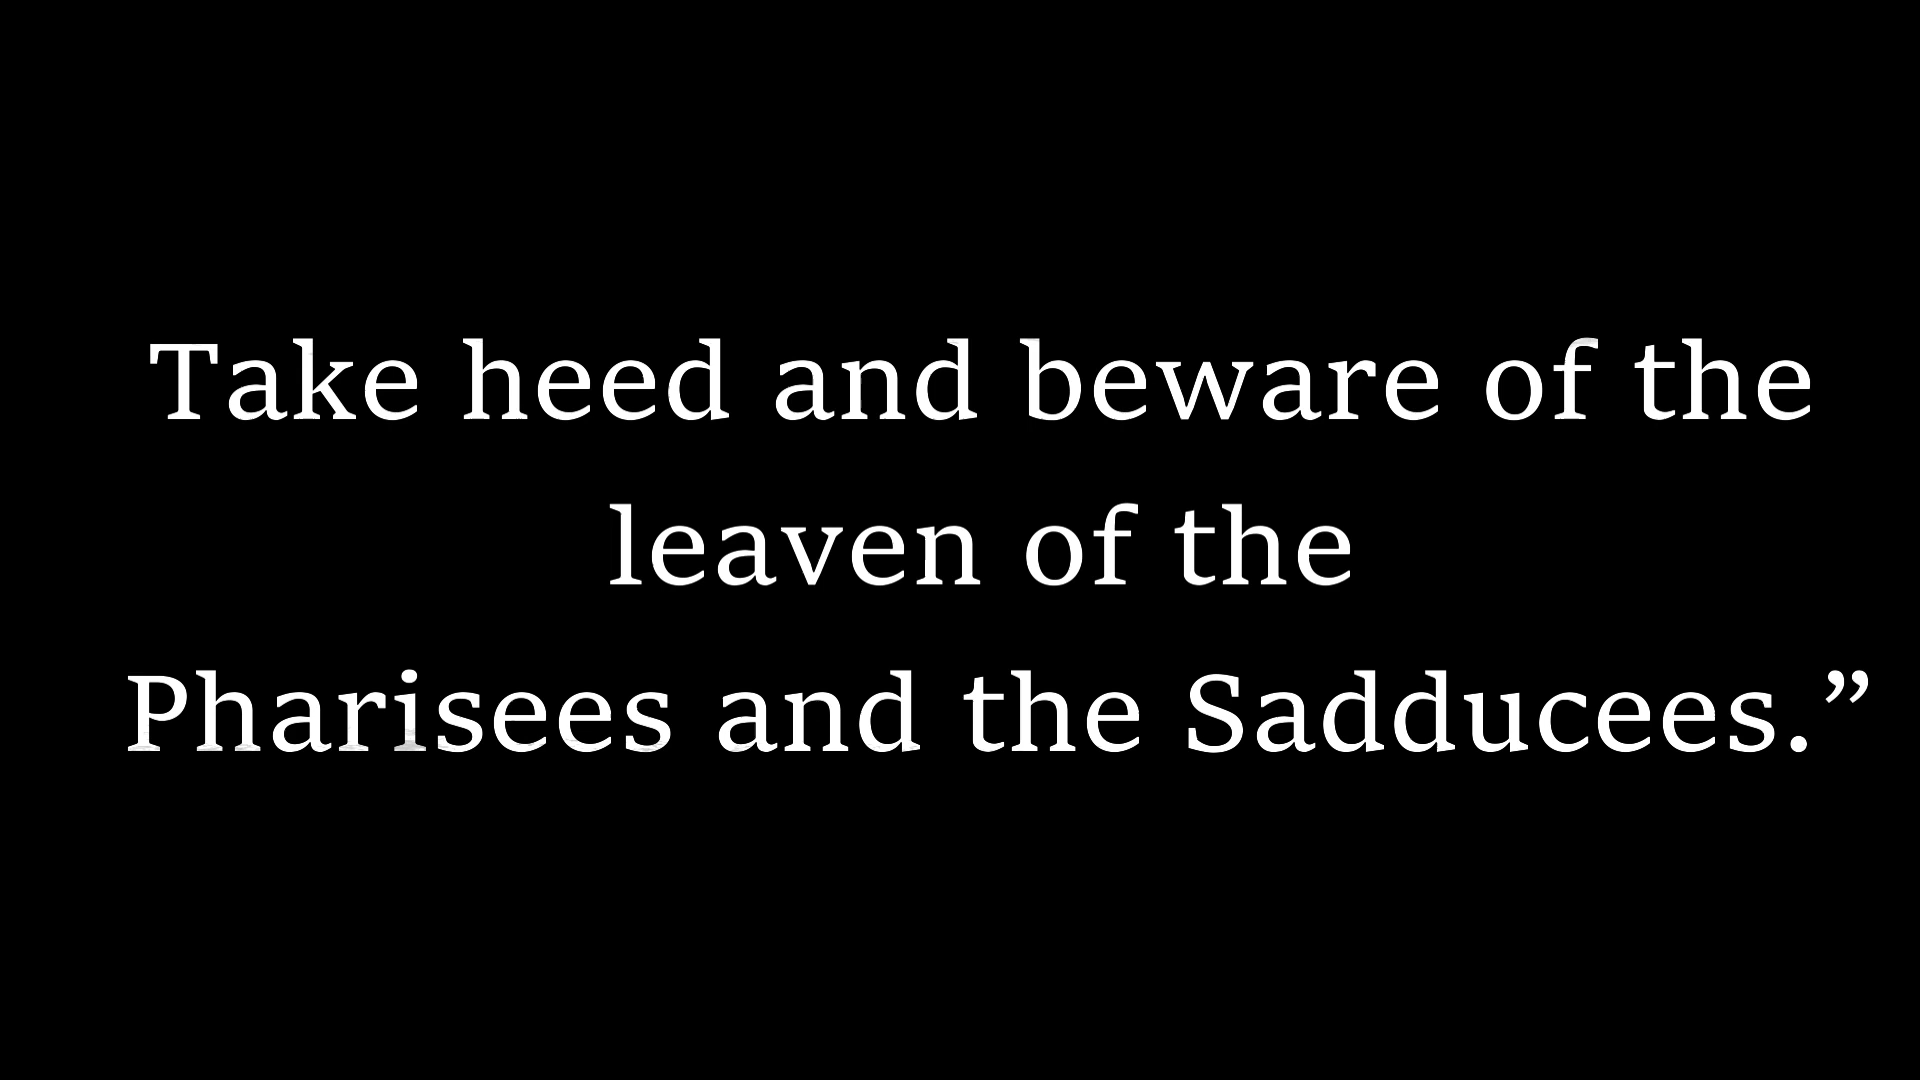 Take heed and beware of the
leaven of the
Pharisees and the Sadducees.”